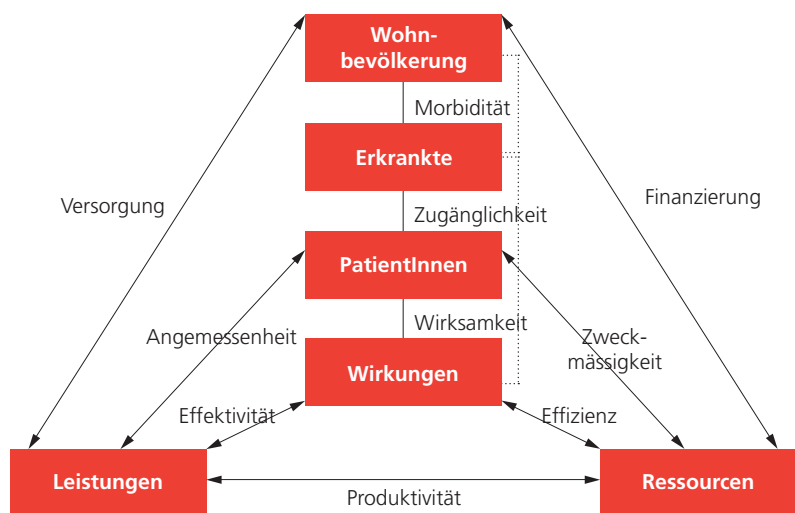 Wohn-
bevölkerung
Morbidität
Erkrankte
Versorgung
Finanzierung
Zugänglichkeit
PatientInnen
Angemessenheit
Wirksamkeit
Zweck-
mässigkeit
Wirkungen
Effektivität
Effizienz
Leistungen
Ressourcen
Produktivität